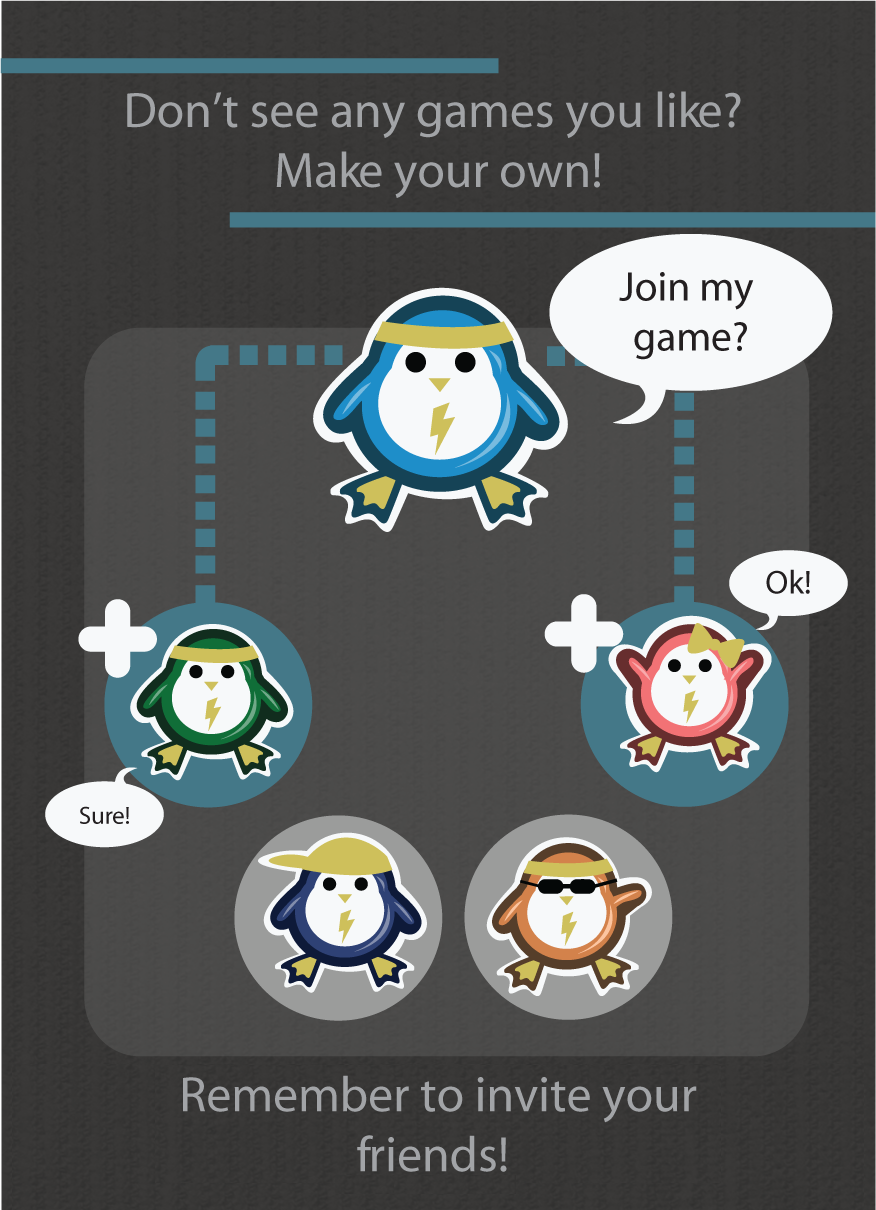 Don’t see any games you like?
Make your own!
Join my
game?
Ok!
Sure!
Remember to invite your
friends!